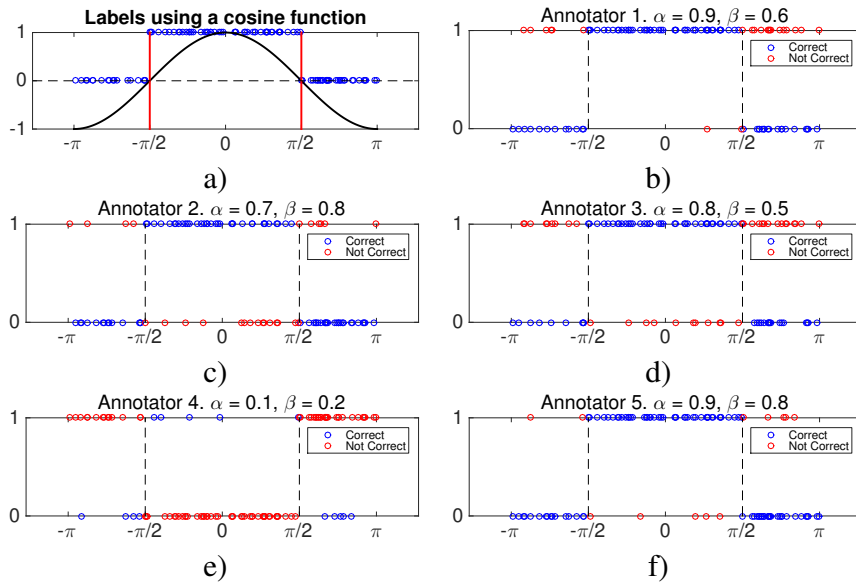 Labels using a cosine function
1
0
-1
-π -π/2 0 π/2 π
a)
Annotator 1. α = 0.9, β = 0.6
1
0
Correct
Not Correct
-π -π/2 0 π/2 π
b)
Annotator 2. α = 0.7, β = 0.8
1
0
Correct
Not Correct
-π -π/2 0 π/2 π
c)
Annotator 3. α = 0.8, β = 0.5
1
0
Correct
Not Correct
-π -π/2 0 π/2 π
d)
Annotator 4. α = 0.1, β = 0.2
1
0
Correct
Not Correct
-π -π/2 0 π/2 π
e)
Annotator 5. α = 0.9, β = 0.8
1
0
Correct
Not Correct
-π -π/2 0 π/2 π
f)